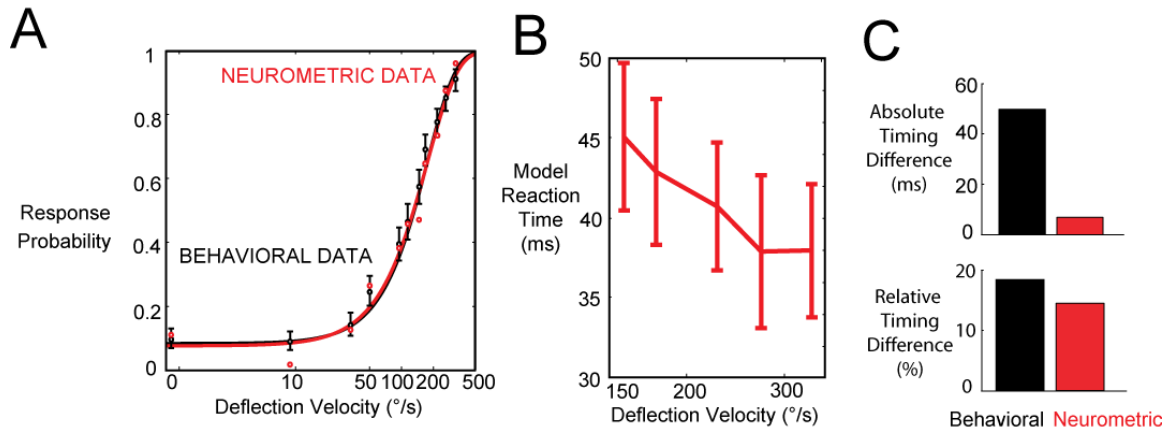 A
1
0.8
0.6
0.4
0.2
0
NEUROMETRIC DATA
BEHAVIORAL DATA
Response
Probability
0 10 50 100 200 500
Deflection Velocity (°/s)
B
50
45
40
35
30
Model
Reaction
Time
(ms)
150 200 300
Deflection Velocity (°/s)
C
Absolute
Timing
Difference
(ms)
60
40
20
0
Relative
Timing
Difference
(%)
20
10
0
Behavioral Neurometric